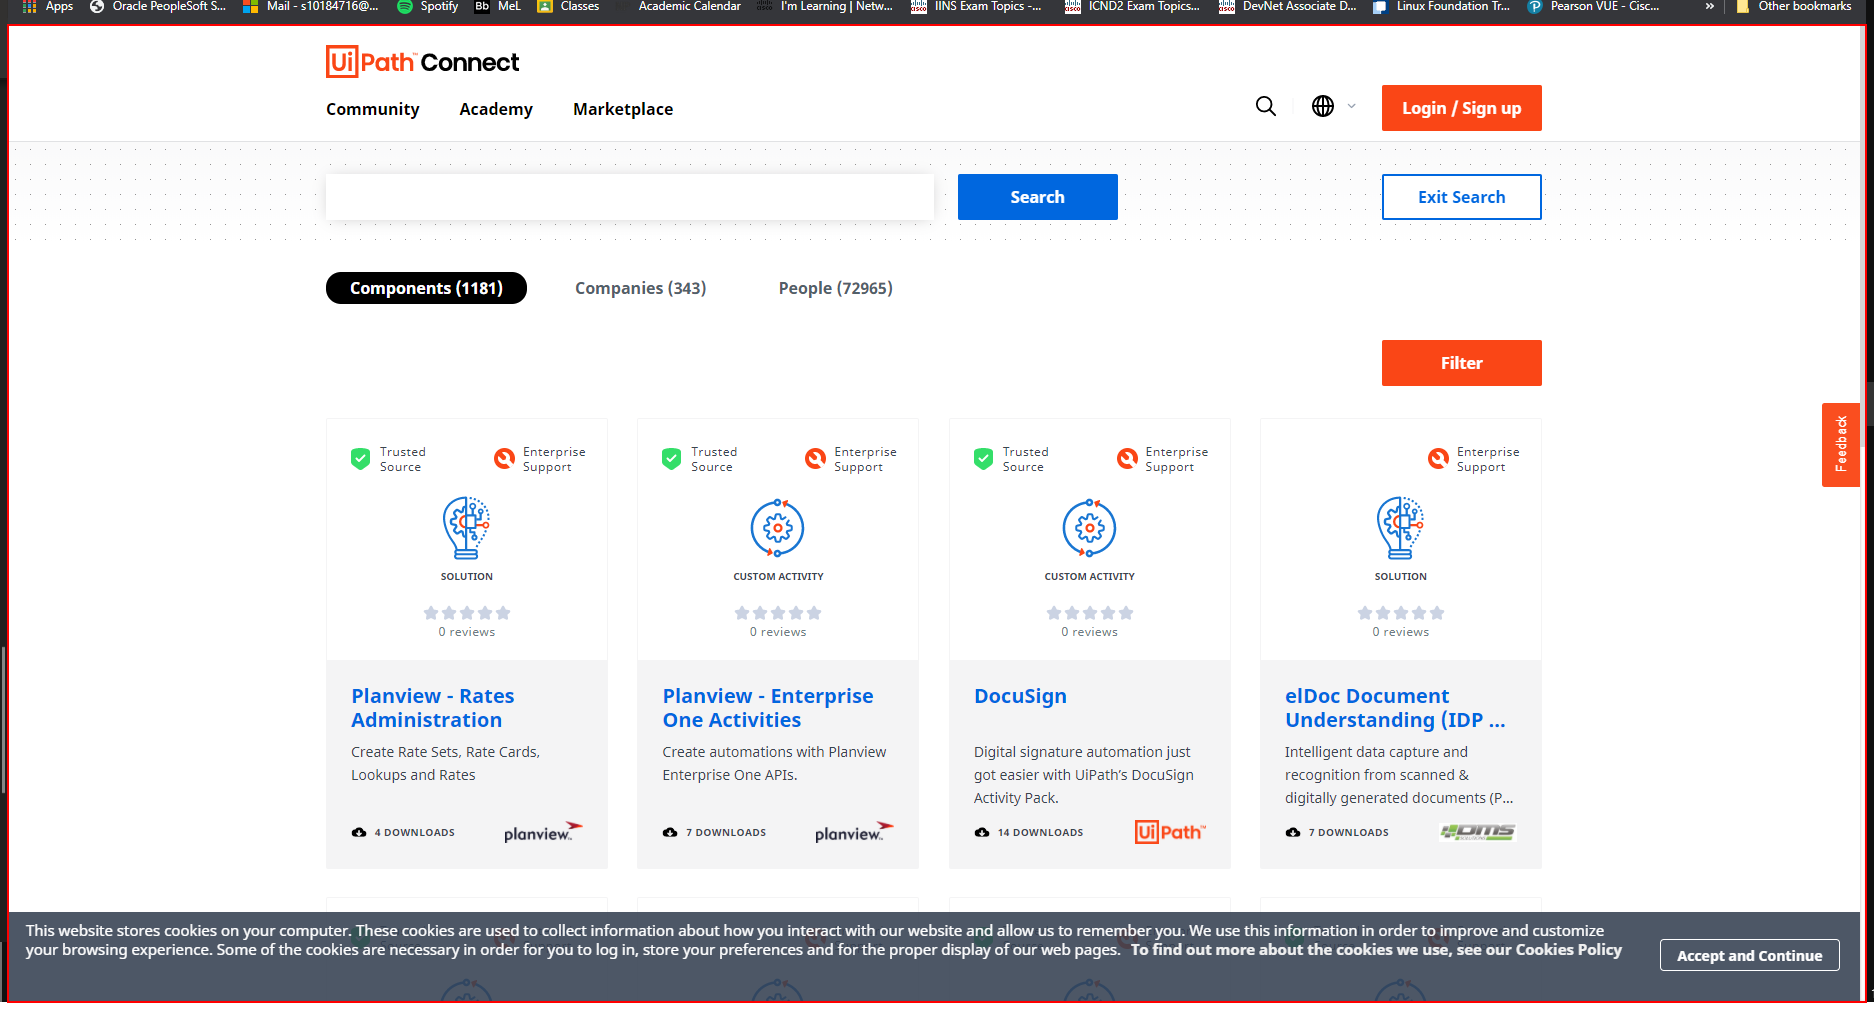 Apps Oracle PeopleSoft S... Mail - s10184716@... Spotify Bb MeL Classes Academic Calendar I'm Learning | Netw... IINS Exam Topics -... ICND2 Exam Topics... DevNet Associate D... Linux Foundation Tr... Pearson VUE - Cisc... » Other bookmarks
UiPath™ Connect
Community Academy Marketplace
Login / Sign up
Search
Exit Search
Components (1181) Companies (343) People (72965)
Filter
Feedback
Trusted
Source
Enterprise
Support
SOLUTION
0 reviews
Planview - Rates
Administration
Create Rate Sets, Rate Cards,
Lookups and Rates
4 DOWNLOADS
planview™
Trusted
Source
Enterprise
Support
CUSTOM ACTIVITY
0 reviews
Planview - Enterprise
One Activities
Create automations with Planview
Enterprise One APIs.
7 DOWNLOADS
planview™
Trusted
Source
Enterprise
Support
CUSTOM ACTIVITY
0 reviews
DocuSign
Digital signature automation just
got easier with UiPath’s DocuSign
Activity Pack.
14 DOWNLOADS
UiPath™
Enterprise
Support
SOLUTION
0 reviews
elDoc Document
Understanding (IDP ...
Intelligent data capture and
recognition from scanned &
digitally generated documents (P...
7 DOWNLOADS
DMS
SOLUTIONS
This website stores cookies on your computer. These cookies are used to collect information about how you interact with our website and allow us to remember you. We use this information in order to improve and customize
your browsing experience. Some of the cookies are necessary in order for you to log in, store your preferences and for the proper display of our web pages. To find out more about the cookies we use, see our Cookies Policy
Accept and Continue